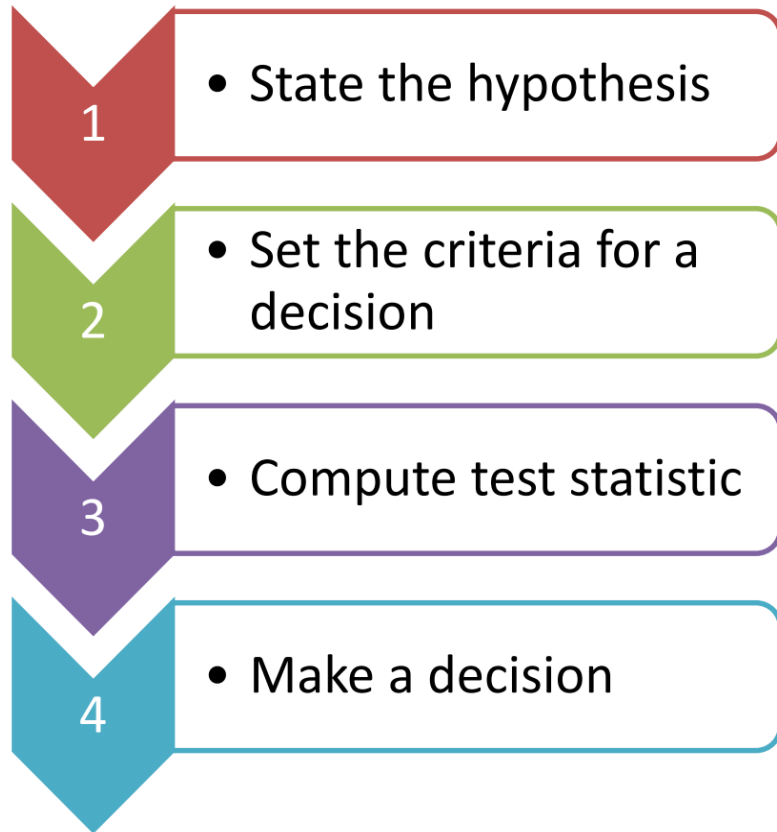 1
• State the hypothesis
2
• Set the criteria for a
decision
3
• Compute test statistic
4
• Make a decision